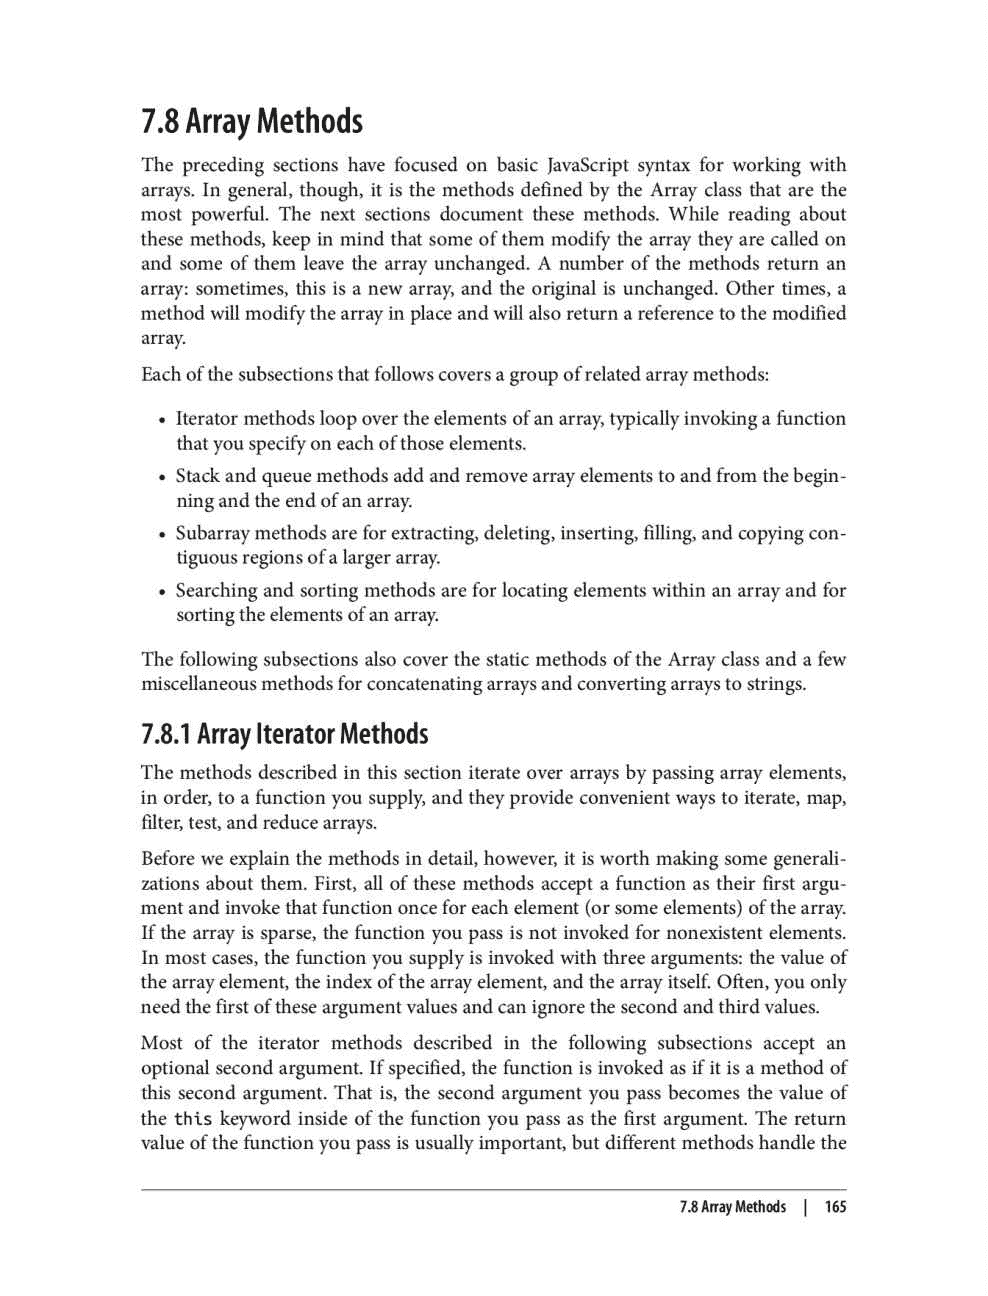 7.8 Array Methods
The preceding sections have focused on basic JavaScript syntax for working with
arrays. In general, though, it is the methods defined by the Array class that are the
most powerful. The next sections document these methods. While reading about
these methods, keep in mind that some of them modify the array they are called on
and some of them leave the array unchanged. A number of the methods return an
array: sometimes, this is a new array, and the original is unchanged. Other times, a
method will modify the array in place and will also return a reference to the modified
array.
Each of the subsections that follows covers a group of related array methods:
• Iterator methods loop over the elements of an array, typically invoking a function
that you specify on each of those elements.
• Stack and queue methods add and remove array elements to and from the begin-
ning and the end of an array.
• Subarray methods are for extracting, deleting, inserting, filling, and copying con-
tiguous regions of a larger array.
• Searching and sorting methods are for locating elements within an array and for
sorting the elements of an array.
The following subsections also cover the static methods of the Array class and a few
miscellaneous methods for concatenating arrays and converting arrays to strings.
7.8.1 Array Iterator Methods
The methods described in this section iterate over arrays by passing array elements,
in order, to a function you supply, and they provide convenient ways to iterate, map,
filter, test, and reduce arrays.
Before we explain the methods in detail, however, it is worth making some generali-
zations about them. First, all of these methods accept a function as their first argu-
ment and invoke that function once for each element (or some elements) of the array.
If the array is sparse, the function you pass is not invoked for nonexistent elements.
In most cases, the function you supply is invoked with three arguments: the value of
the array element, the index of the array element, and the array itself. Often, you only
need the first of these argument values and can ignore the second and third values.
Most of the iterator methods described in the following subsections accept an
optional second argument. If specified, the function is invoked as if it is a method of
this second argument. That is, the second argument you pass becomes the value of
the this keyword inside of the function you pass as the first argument. The return
value of the function you pass is usually important, but different methods handle the
7.8 Array Methods | 165